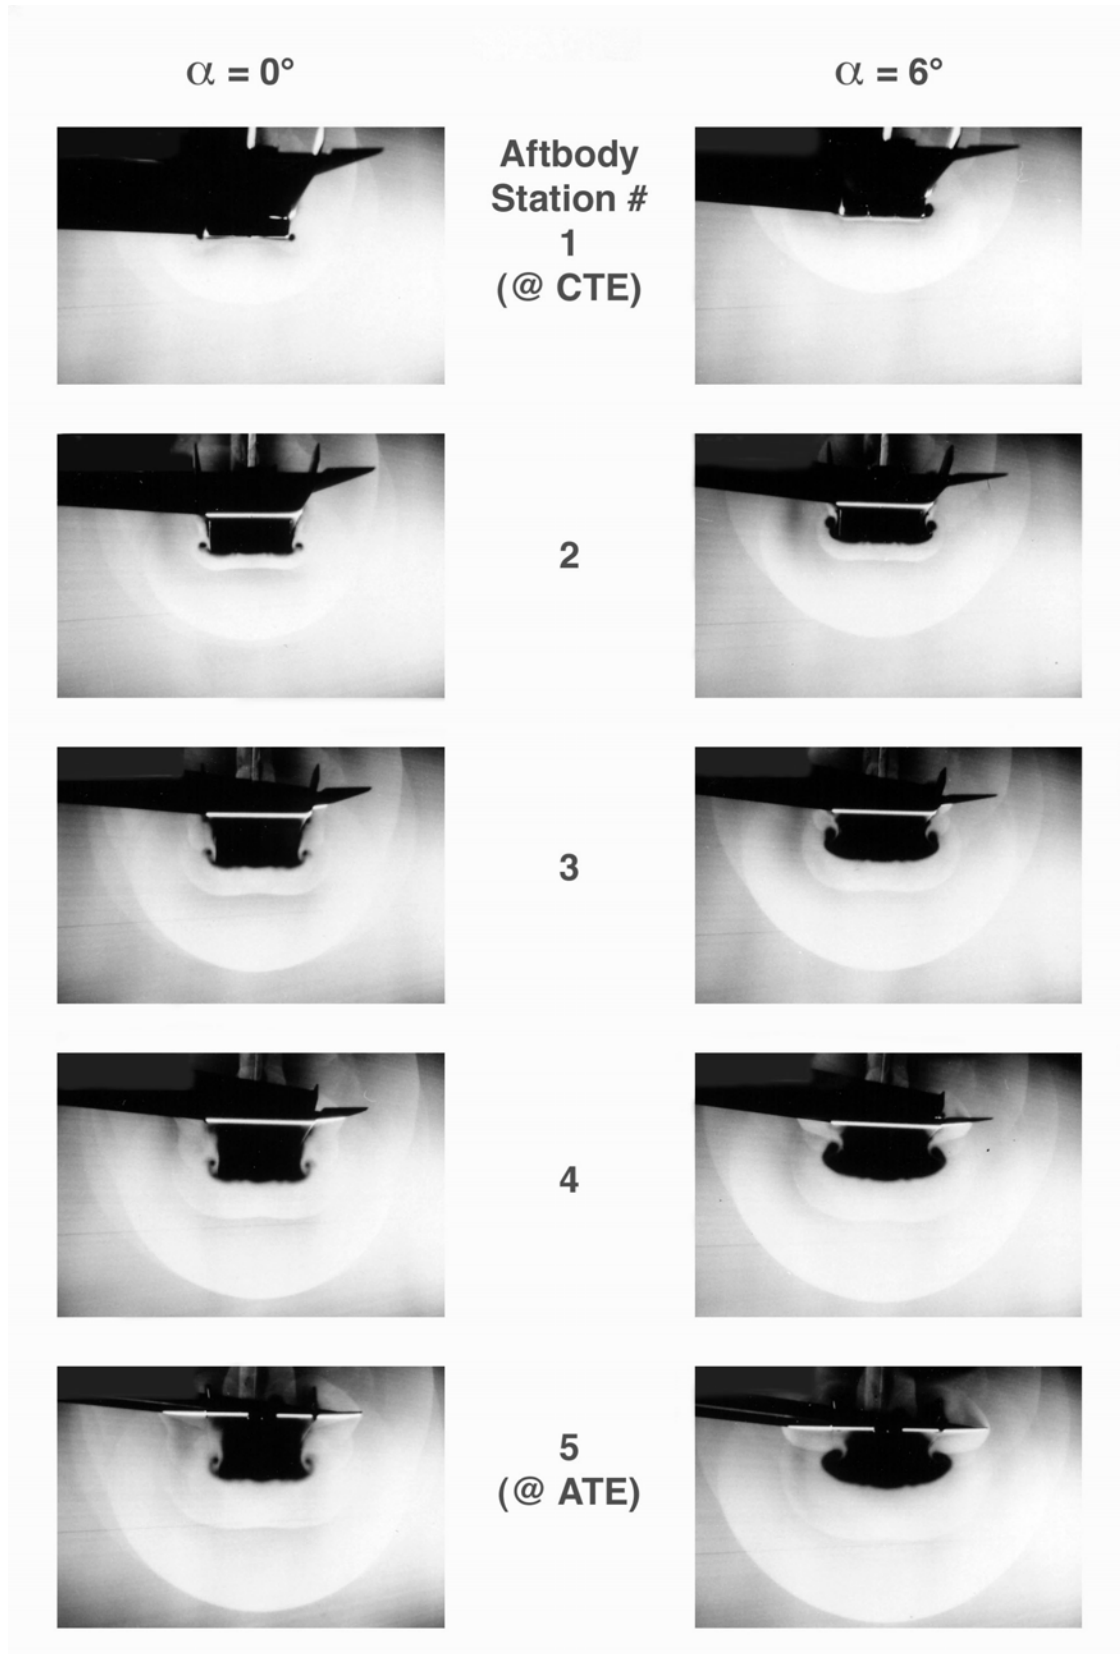 α = 0°
α = 6°
Aftbody
Station #
1
(@ CTE)
2
3
4
5
(@ ATE)